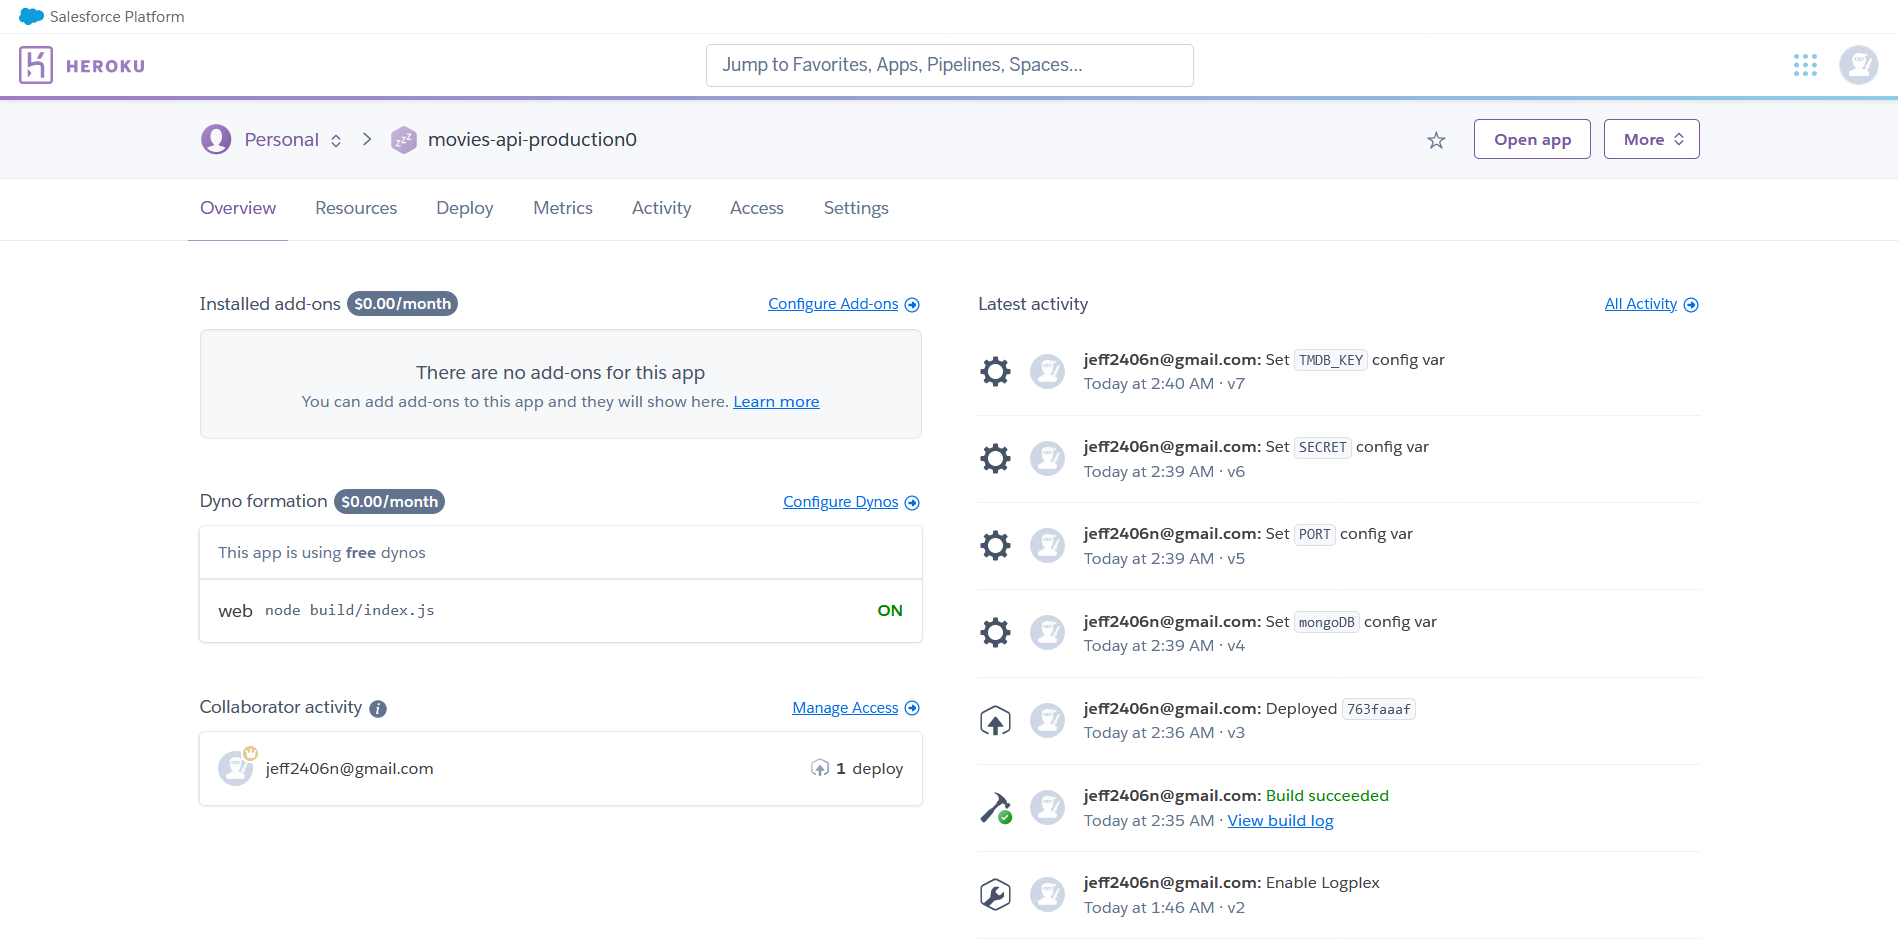 Salesforce Platform
HEROKU
Jump to Favorites, Apps, Pipelines, Spaces...
Personal
zzz
movies-api-production0
Open app
More
Overview
Resources
Deploy
Metrics
Activity
Access
Settings
Installed add-ons $0.00/month
Configure Add-ons
There are no add-ons for this app
You can add add-ons to this app and they will show here. Learn more
Dyno formation $0.00/month
Configure Dynos
This app is using free dynos
web node build/index.js
ON
Collaborator activity i
Manage Access
jeff2406n@gmail.com
1 deploy
Latest activity
All Activity
jeff2406n@gmail.com: Set TMDB_KEY config var
Today at 2:40 AM · v7
jeff2406n@gmail.com: Set SECRET config var
Today at 2:39 AM · v6
jeff2406n@gmail.com: Set PORT config var
Today at 2:39 AM · v5
jeff2406n@gmail.com: Set mongoDB config var
Today at 2:39 AM · v4
jeff2406n@gmail.com: Deployed 763faaaf
Today at 2:36 AM · v3
jeff2406n@gmail.com: Build succeeded
Today at 2:35 AM · View build log
jeff2406n@gmail.com: Enable Logplex
Today at 1:46 AM · v2